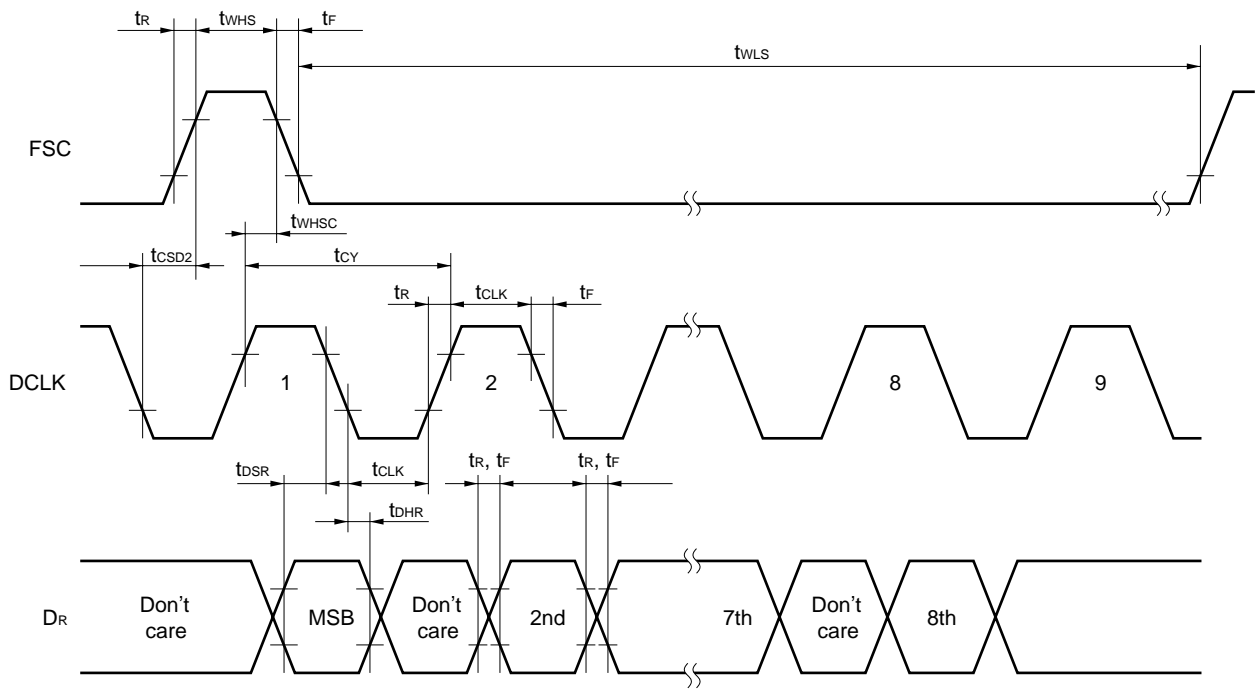 tR
tWHS
tF
tWLS
FSC
tWHSC
tCSD2
tCY
tR
tCLK
tF
DCLK
1
2
8
9
tDSR
tCLK
tR, tF
tR, tF
tDHR
DR
Don't
care
MSB
Don't
care
2nd
7th
Don't
care
8th